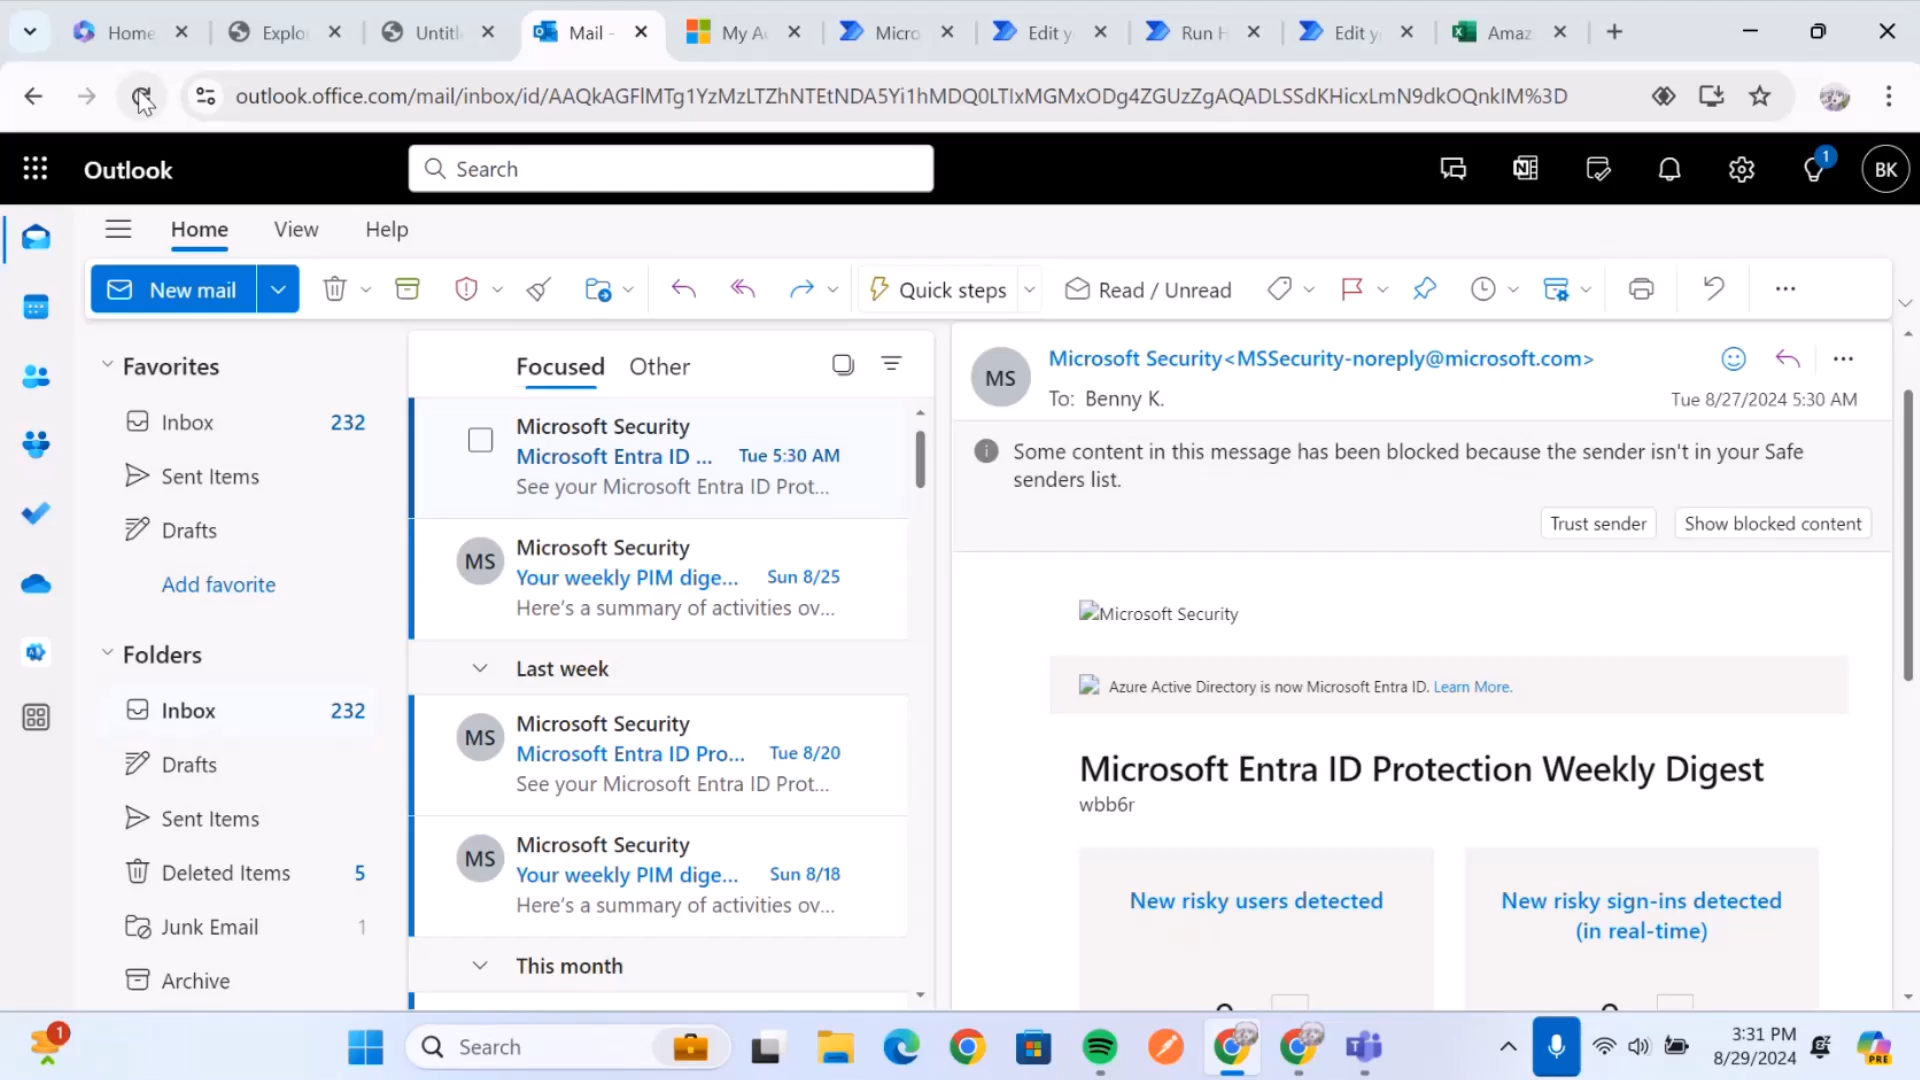 Home
Explo
Untitl
Mail -
My A
Micro
Edit y
Run H
Edit y
Amaz
outlook.office.com/mail/inbox/id/AAQkAGFlMTg1YzMzLTZhNTEtNDA5Yi1hMDQ0LTIxMGMxODg4ZGUzZgAQADLSSdKHicxLmN9dkOQnkIM%3D
Outlook
Search
1
BK
Home
View
Help
New mail
Quick steps
Read / Unread
Favorites
Inbox 232
Sent Items
Drafts
Add favorite
Folders
Inbox 232
Drafts
Sent Items
Deleted Items 5
Junk Email 1
Archive
Focused
Other
Microsoft Security
Microsoft Entra ID ... Tue 5:30 AM
See your Microsoft Entra ID Prot...
MS
Microsoft Security
Your weekly PIM dige... Sun 8/25
Here's a summary of activities ov...
Last week
MS
Microsoft Security
Microsoft Entra ID Pro... Tue 8/20
See your Microsoft Entra ID Prot...
MS
Microsoft Security
Your weekly PIM dige... Sun 8/18
Here's a summary of activities ov...
This month
MS
Microsoft Security<MSSecurity-noreply@microsoft.com>
To: Benny K.
Tue 8/27/2024 5:30 AM
Some content in this message has been blocked because the sender isn't in your Safe
senders list.
Trust sender
Show blocked content
Microsoft Security
Azure Active Directory is now Microsoft Entra ID. Learn More.
Microsoft Entra ID Protection Weekly Digest
wbb6r
New risky users detected
New risky sign-ins detected
(in real-time)
1
Search
3:31 PM
8/29/2024
PRE